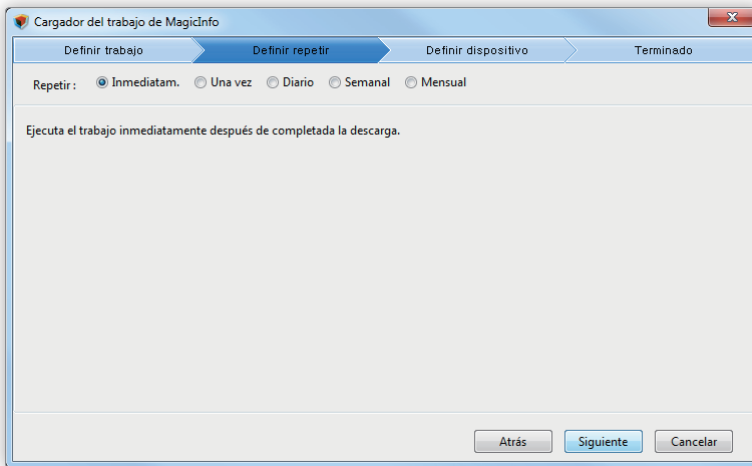 Cargador del trabajo de MagicInfo
Definir trabajo Definir repetir Definir dispositivo Terminado
Repetir : Inmediatam. Una vez Diario Semanal Mensual
Ejecuta el trabajo inmediatamente después de completada la descarga.
Atrás Siguiente Cancelar